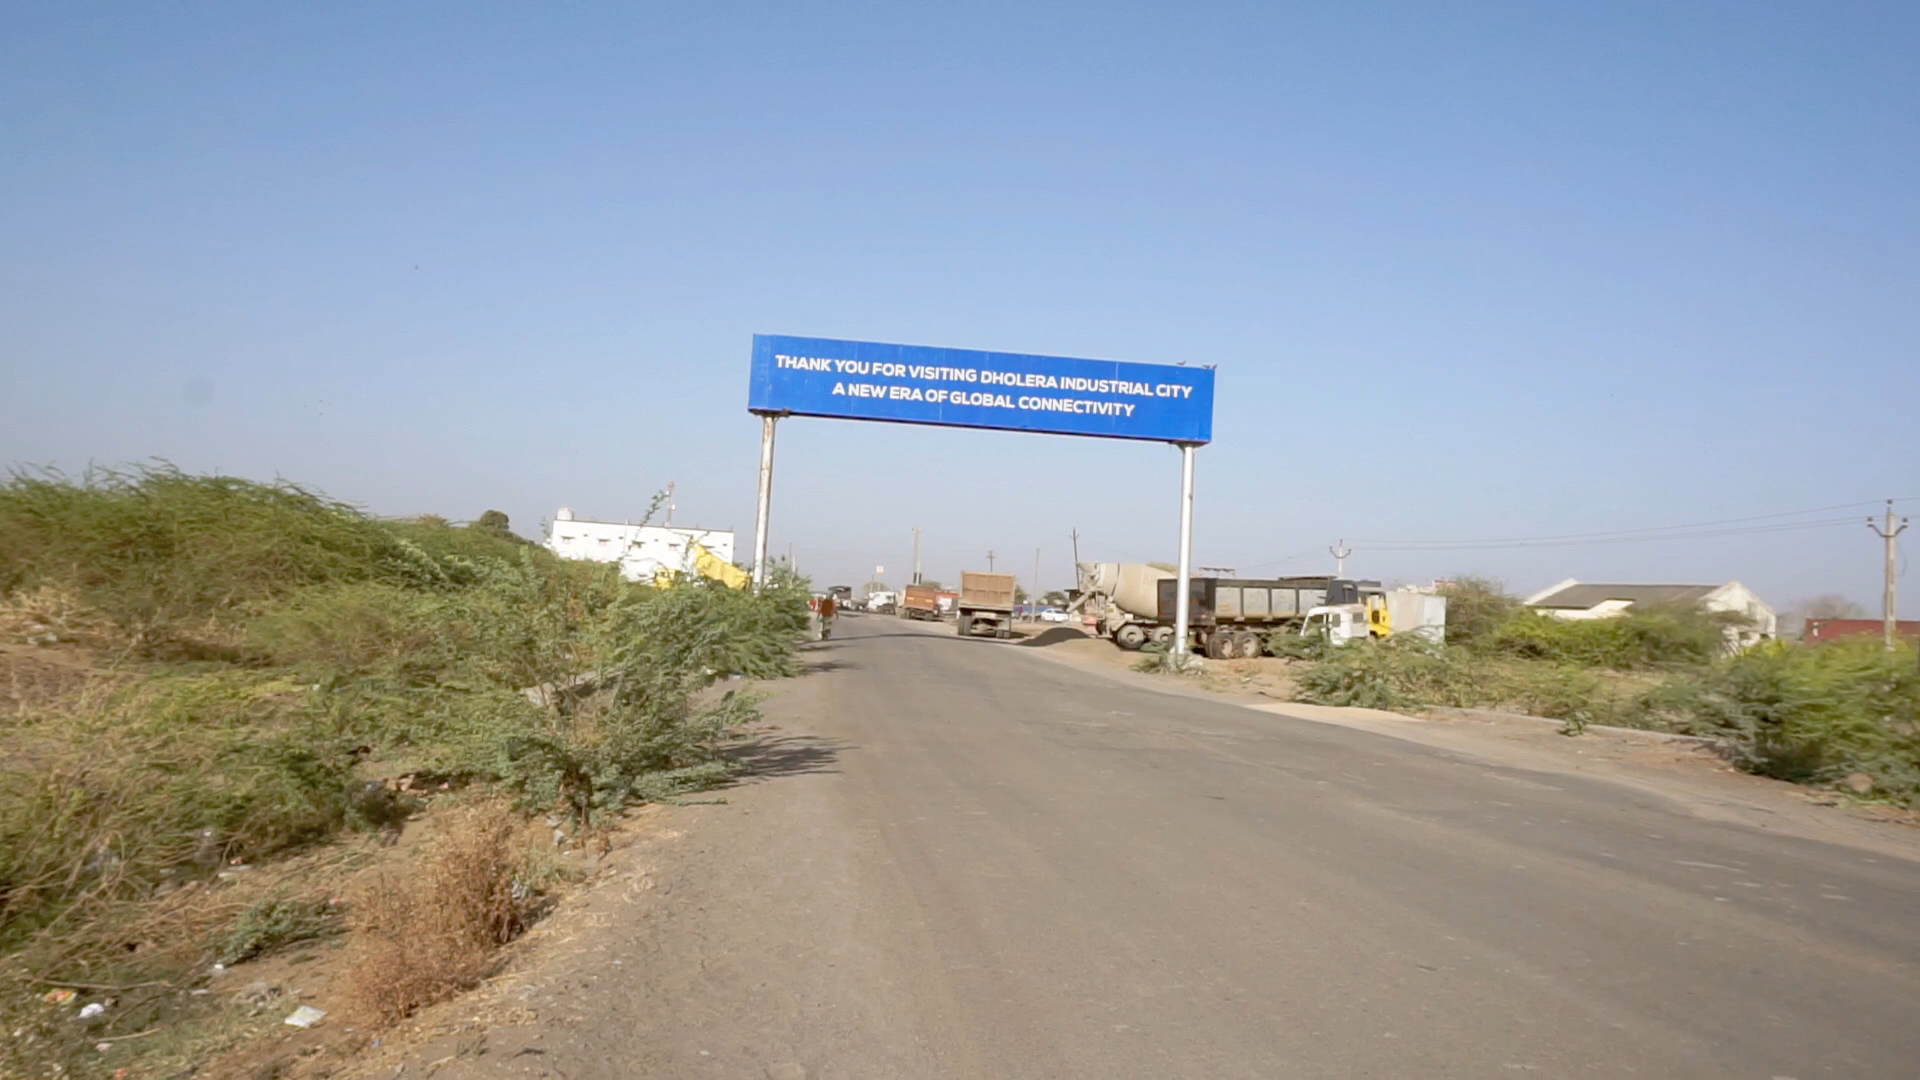 THANK YOU FOR VISITING DHOLERA INDUSTRIAL CITY
A NEW ERA OF GLOBAL CONNECTIVITY